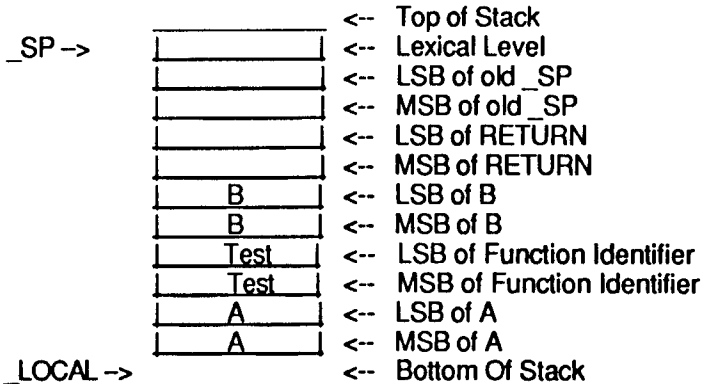 <-- Top of Stack
_SP --> <-- Lexical Level
<-- LSB of old _SP
<-- MSB of old _SP
<-- LSB of RETURN
<-- MSB of RETURN
B <-- LSB of B
B <-- MSB of B
Test <-- LSB of Function Identifier
Test <-- MSB of Function Identifier
A <-- LSB of A
A <-- MSB of A
_LOCAL --> <-- Bottom Of Stack